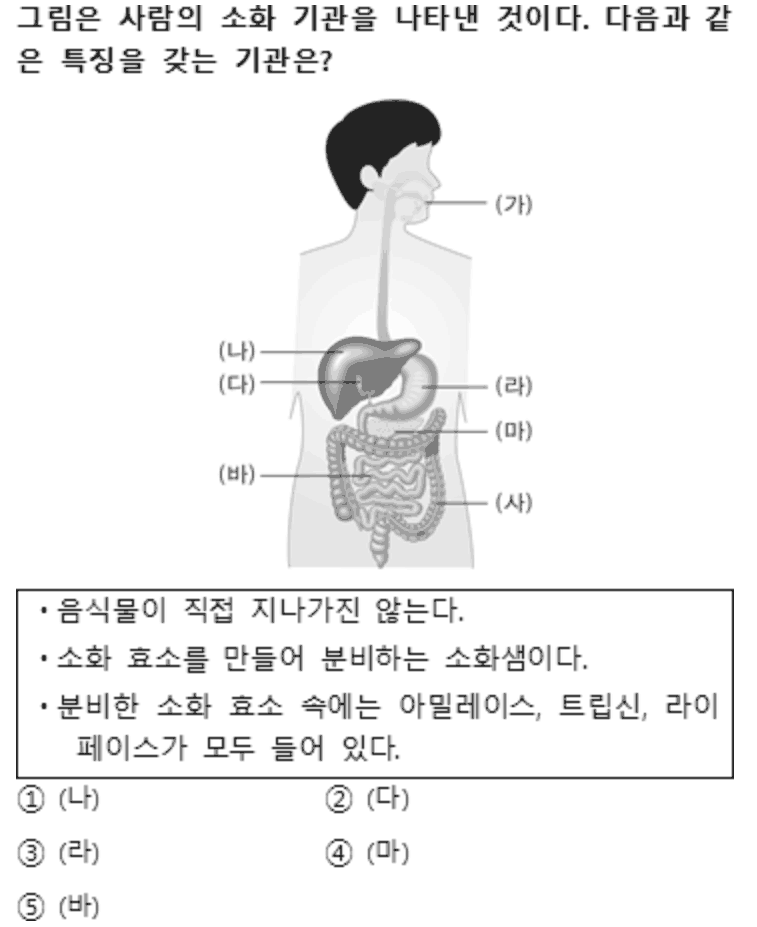 그림은 사람의 소화 기관을 나타낸 것이다. 다음과 같
은 특징을 갖는 기관은?
(가)
(나)
(다)
(라)
(마)
(바)
(사)
• 음식물이 직접 지나가진 않는다.
• 소화 효소를 만들어 분비하는 소화샘이다.
• 분비한 소화 효소 속에는 아밀레이스, 트립신, 라이
페이스가 모두 들어 있다.
① (나) ② (다)
③ (라) ④ (마)
⑤ (바)